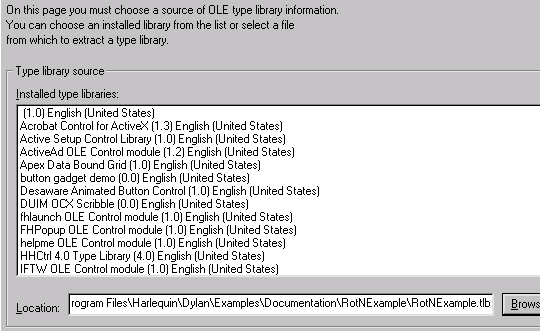 On this page you must choose a source of OLE type library information.
You can choose an installed library from the list or select a file
from which to extract a type library.
Type library source
Installed type libraries:
(1.0) English (United States)
Acrobat Control for ActiveX (1.3) English (United States)
Active Setup Control Library (1.0) English (United States)
ActiveAd OLE Control module (1.2) English (United States)
Apex Data Bound Grid (1.0) English (United States)
button gadget demo (0.0) English (United States)
Desaware Animated Button Control (1.0) English (United States)
DUIM OCX Scribble (0.0) English (United States)
fhlaunch OLE Control module (1.0) English (United States)
FHPopup OLE Control module (1.0) English (United States)
helpme OLE Control module (1.0) English (United States)
HHCtrl 4.0 Type Library (4.0) English (United States)
IFTW OLE Control module (1.0) English (United States)
Location: rogram Files\Harlequin\Dylan\Examples\Documentation\RotNExample\RotNExample.tlb Brows